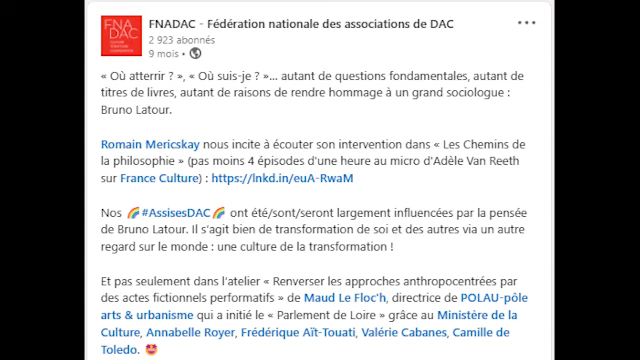 FNADAC - Fédération nationale des associations de DAC
2 923 abonnés
9 mois •
« Où atterrir ? », « Où suis-je ? »... autant de questions fondamentales, autant de
titres de livres, autant de raisons de rendre hommage à un grand sociologue :
Bruno Latour.
Romain Mericskay nous incite à écouter son intervention dans « Les Chemins de
la philosophie » (pas moins 4 épisodes d'une heure au micro d'Adèle Van Reeth
sur France Culture) : https://lnkd.in/euA-RwaM
Nos 🌈#AssisesDAC🌈 ont été/sont/seront largement influencées par la pensée
de Bruno Latour. Il s'agit bien de transformation de soi et des autres via un autre
regard sur le monde : une culture de la transformation !
Et pas seulement dans l'atelier « Renverser les approches anthropocentrées par
des actes fictionnels performatifs » de Maud Le Floc'h, directrice de POLAU-pôle
arts & urbanisme qui a initié le « Parlement de Loire » grâce au Ministère de la
Culture, Annabelle Royer, Frédérique Aït-Touati, Valérie Cabanes, Camille de
Toledo. 🤩
FNA
DAC